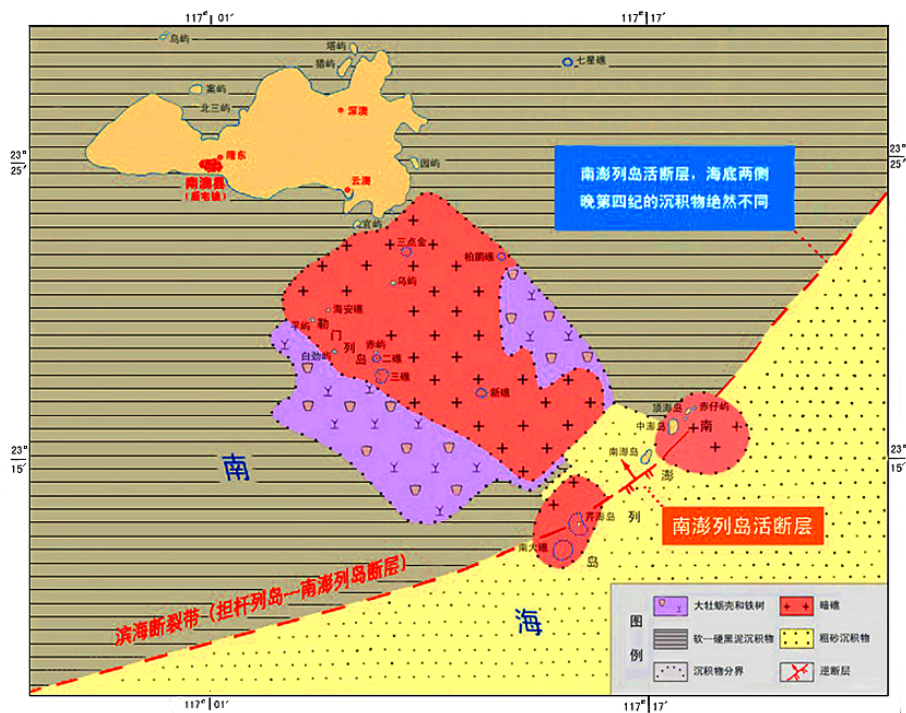 117° 01′
117° 17′
鸟屿
塔屿
猎屿
七星礁
案屿
北三屿
深澳
23°
25′
23°
25′
隆东
园屿
南澳县
(后宅镇)
云澳
官屿
南澎列岛活断层，海底两侧
晚第四纪的沉积物绝然不同
三点金
柏鹏礁
乌屿
海安礁
平屿
勒
门
列
岛
赤屿
白劲屿
二礁
三礁
新礁
顶澎岛
赤仔屿
中澎岛
南
南澎岛
澎
列
岛
23°
15′
23°
15′
南
海
芹澎岛
南大礁
南澎列岛活断层
滨海断裂带(担杆列岛—南澎列岛断层)
图
例
大牡蛎壳和铁树
暗礁
软—硬黑泥沉积物
粗砂沉积物
沉积物分界
逆断层
117° 01′
117° 17′